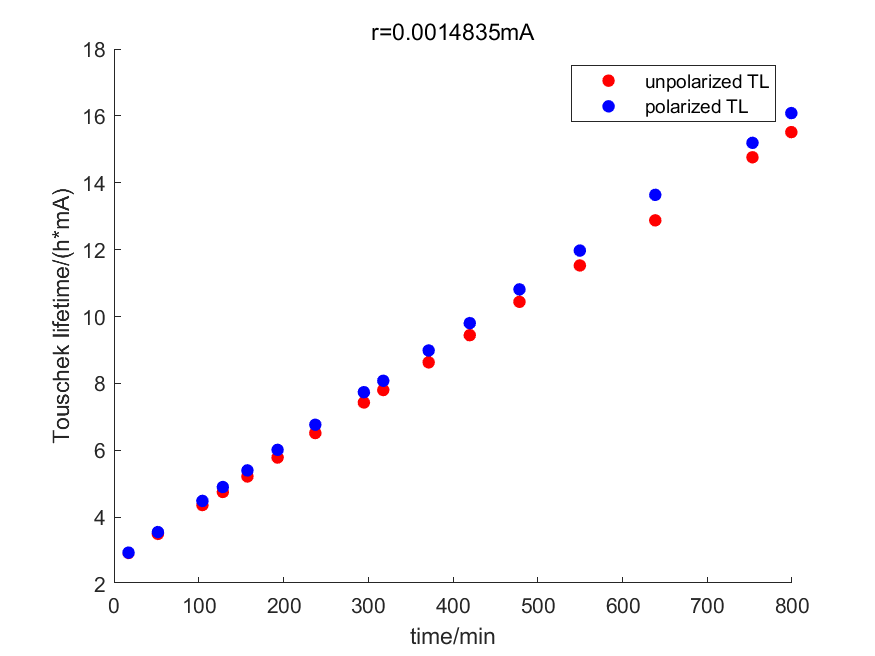 r=0.0014835mA
18
16
14
12
10
8
6
4
2
Touschek lifetime/(h*mA)
unpolarized TL
polarized TL
0 100 200 300 400 500 600 700 800
time/min